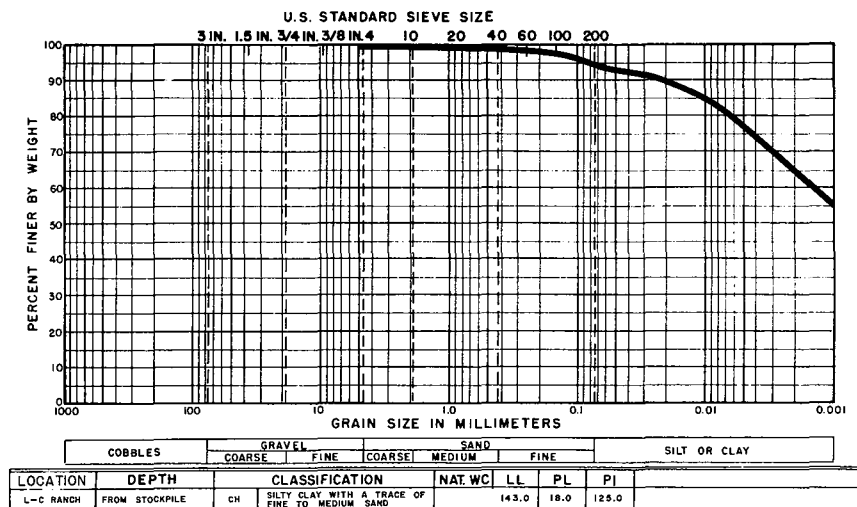 U.S. STANDARD SIEVE SIZE
3 IN. 1.5 IN. 3/4 IN. 3/8 IN. 4 10 20 40 60 100 200
PERCENT FINER BY WEIGHT
100
90
80
70
60
50
40
30
20
10
0
1000 100 10 1.0 0.1 0.01 0.001
GRAIN SIZE IN MILLIMETERS
COBBLES GRAVEL SAND SILT OR CLAY
COARSE FINE COARSE MEDIUM FINE
LOCATION DEPTH CLASSIFICATION NAT. WC LL PL PI
L-C RANCH FROM STOCKPILE CH SILTY CLAY WITH A TRACE OF 143.0 18.0 125.0
FINE TO MEDIUM SAND